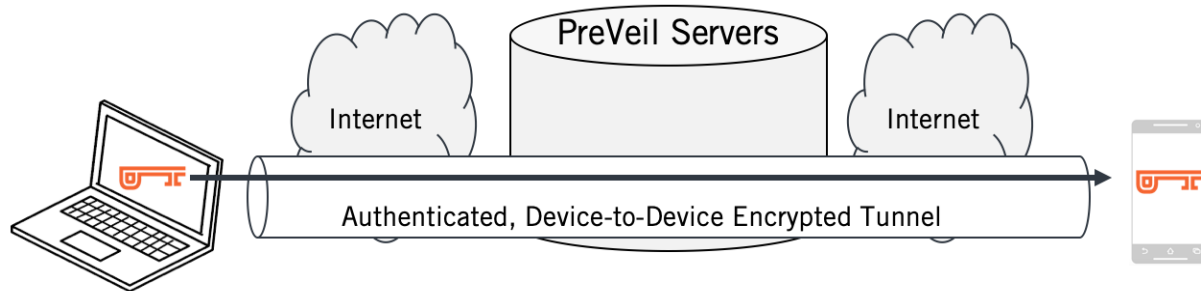 PreVeil Servers
Internet
Internet
Authenticated, Device-to-Device Encrypted Tunnel